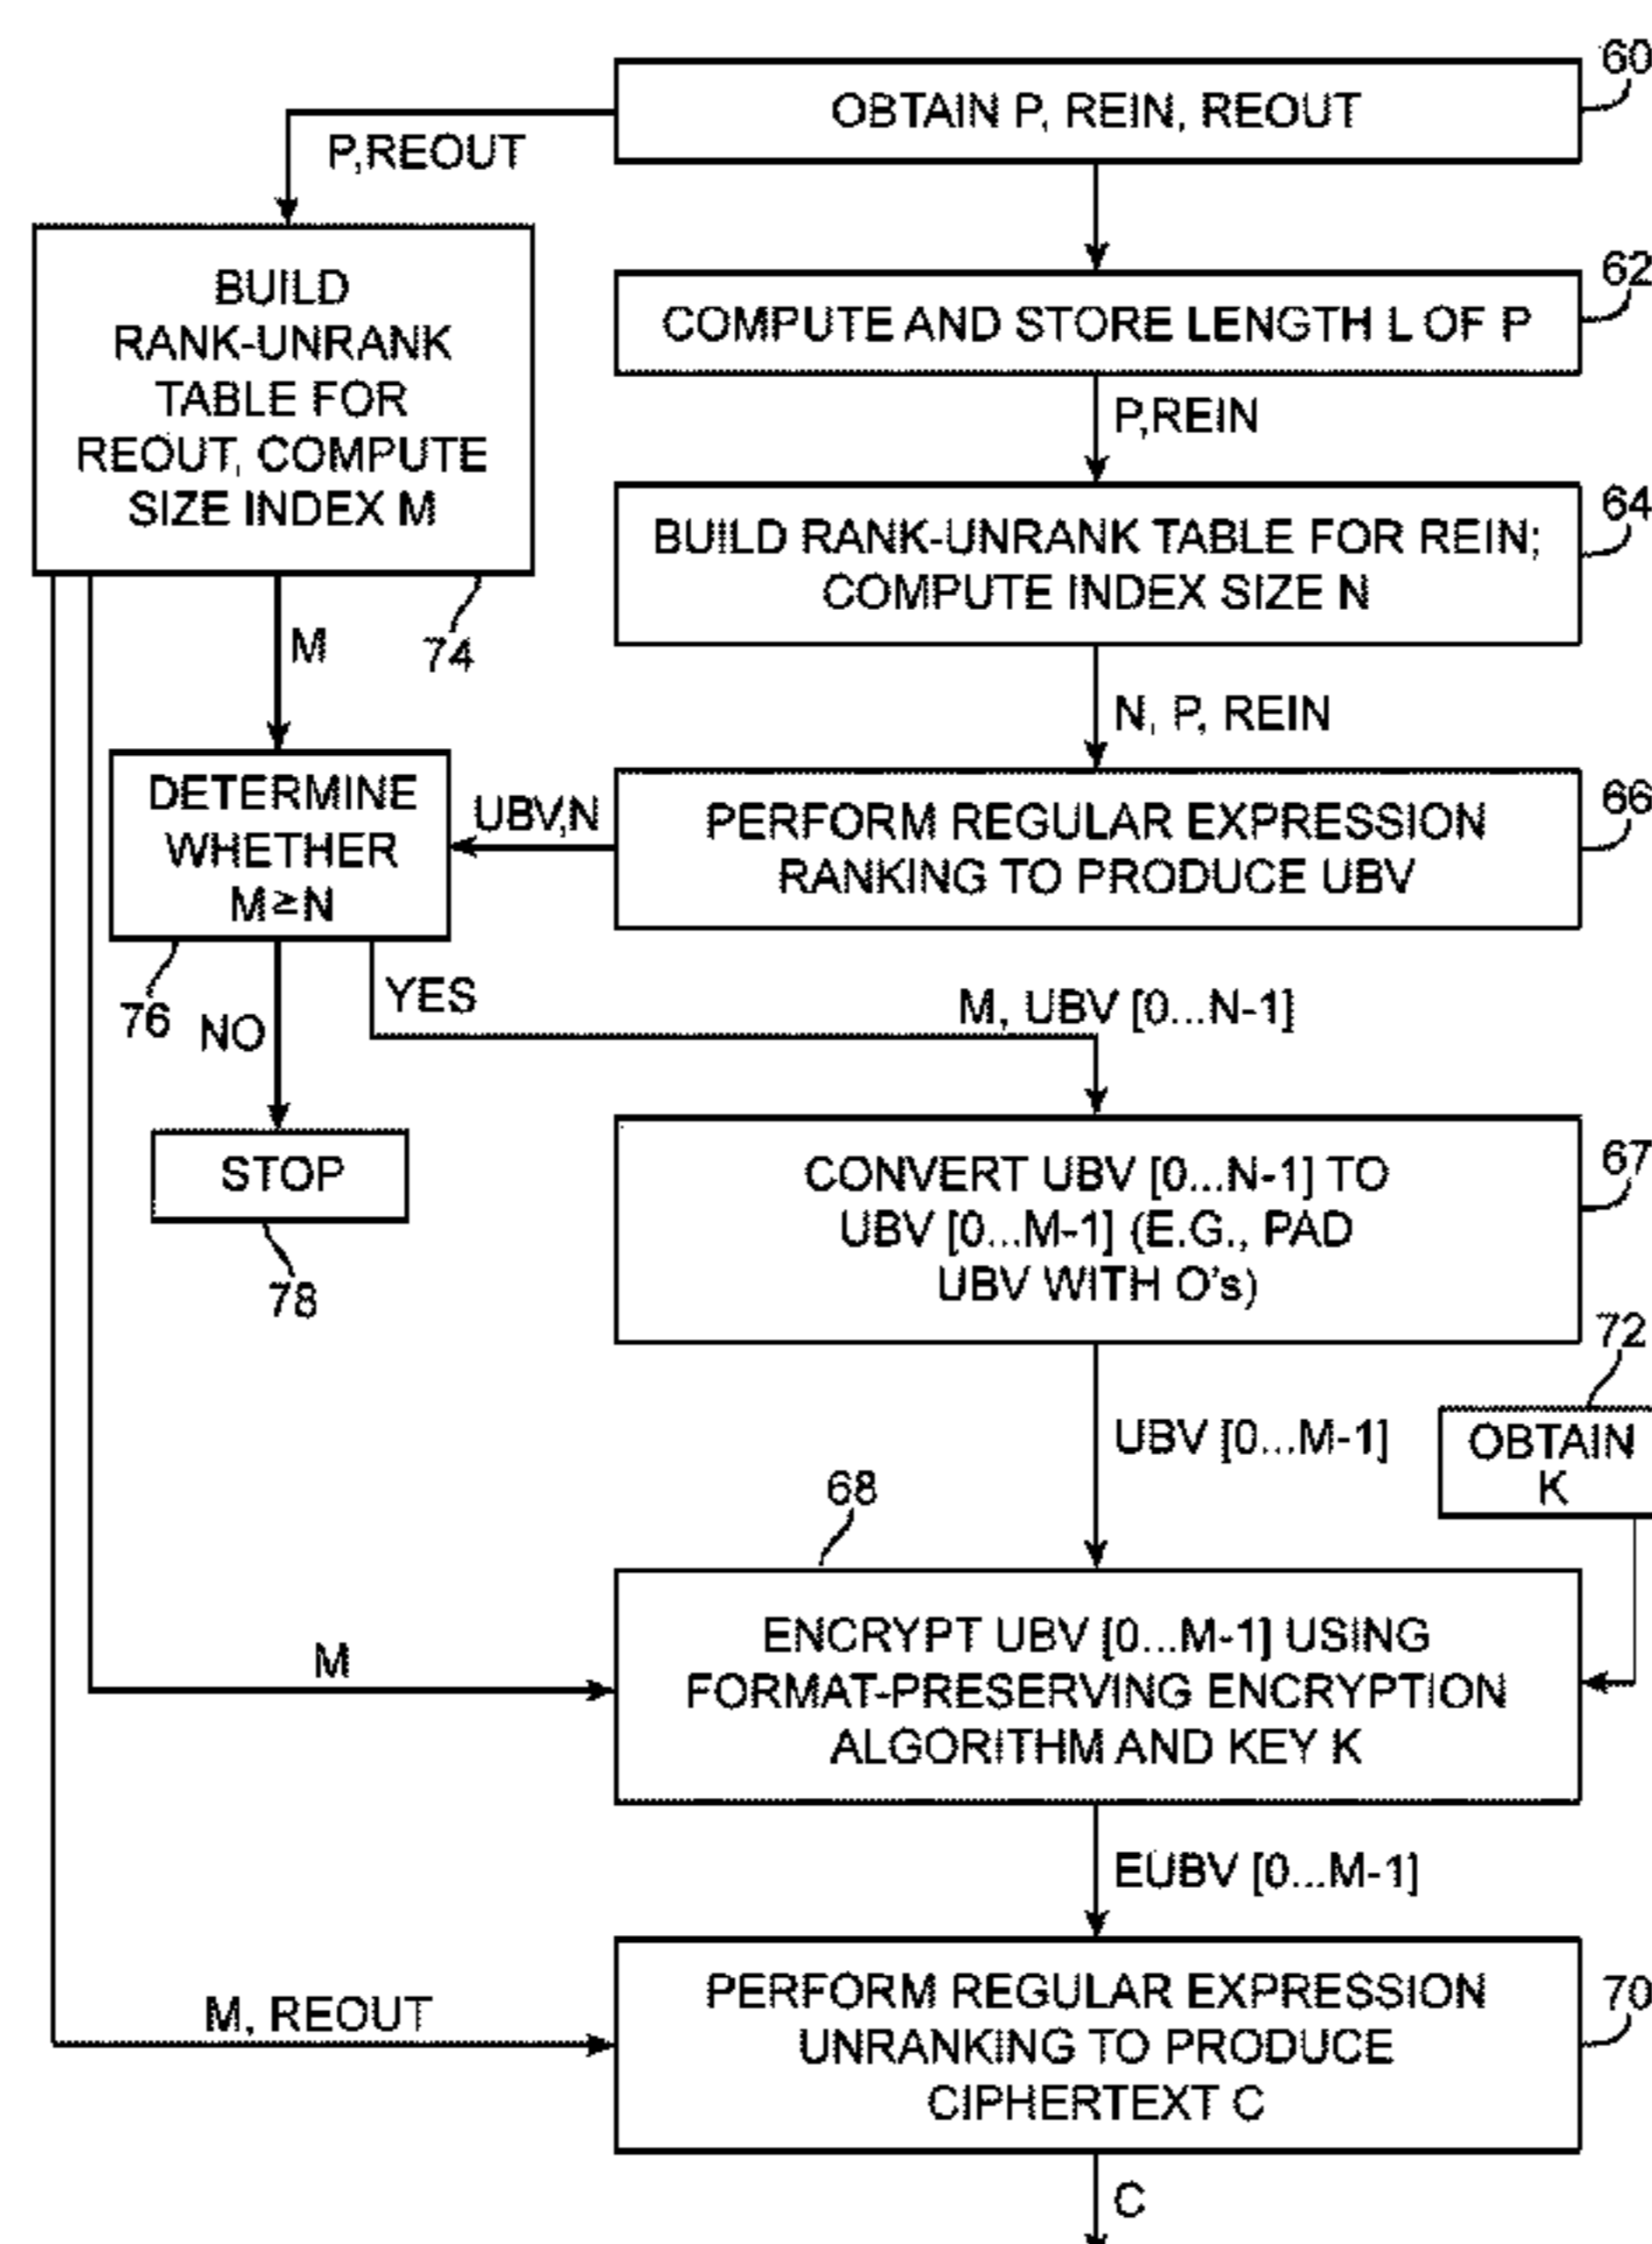 60
OBTAIN P, REIN, REOUT
P,REOUT
62
COMPUTE AND STORE LENGTH L OF P
BUILD
RANK-UNRANK
TABLE FOR
REOUT, COMPUTE
SIZE INDEX M
74
P,REIN
64
BUILD RANK-UNRANK TABLE FOR REIN;
COMPUTE INDEX SIZE N
M
N, P, REIN
66
PERFORM REGULAR EXPRESSION
RANKING TO PRODUCE UBV
UBV,N
DETERMINE
WHETHER
M≥N
76
NO
YES
M, UBV [0...N-1]
STOP
78
67
CONVERT UBV [0...N-1] TO
UBV [0...M-1] (E.G., PAD
UBV WITH O's)
UBV [0...M-1]
72
OBTAIN
K
68
ENCRYPT UBV [0...M-1] USING
FORMAT-PRESERVING ENCRYPTION
ALGORITHM AND KEY K
M
EUBV [0...M-1]
70
PERFORM REGULAR EXPRESSION
UNRANKING TO PRODUCE
CIPHERTEXT C
M, REOUT
C